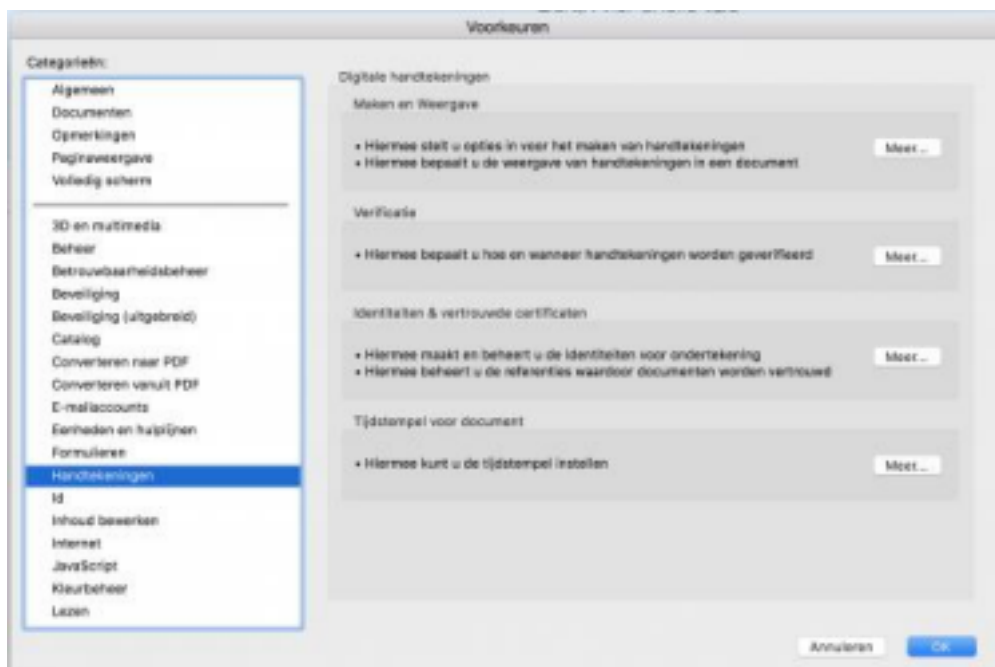 Voorkeuren
Categorieën:
Algemeen
Documenten
Opmerkingen
Paginaweergave
Volledig scherm
3D en multimedia
Beheer
Betrouwbaarheidsbeheer
Beveiliging
Beveiliging (uitgebreid)
Catalog
Converteren naar PDF
Converteren vanuit PDF
E-mailaccounts
Eenheden en hulplijnen
Formulieren
Handtekeningen
Id
Inhoud bewerken
Internet
JavaScript
Kleurbeheer
Lezen
Digitale handtekeningen
Maken en Weergave
• Hiermee stelt u opties in voor het maken van handtekeningen
• Hiermee bepaalt u de weergave van handtekeningen in een document
Meer...
Verificatie
• Hiermee bepaalt u hoe en wanneer handtekeningen worden geverifieerd
Meer...
Identiteiten & vertrouwde certificaten
• Hiermee maakt en beheert u de identiteiten voor ondertekening
• Hiermee beheert u de referenties waardoor documenten worden vertrouwd
Meer...
Tijdstempel voor document
• Hiermee kunt u de tijdstempel instellen
Meer...
Annuleren
OK